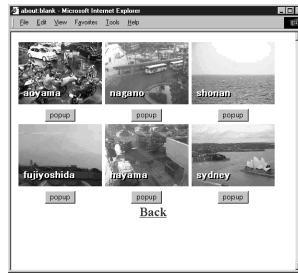 about:blank - Microsoft Internet Explorer
File Edit View Favorites Tools Help
aoyama nagano shonan
popup popup popup
fujiyoshida hayama sydney
popup popup popup
Back